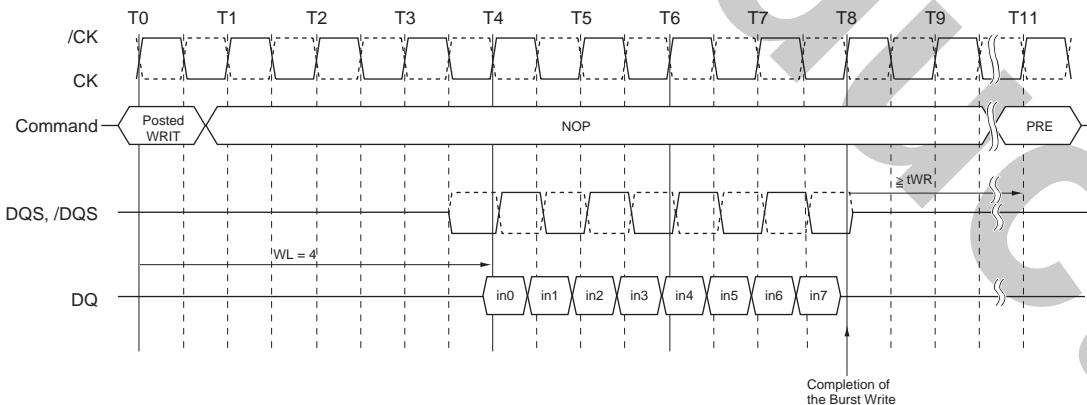 T0 T1 T2 T3 T4 T5 T6 T7 T8 T9 T11
/CK
CK
Command
Posted
WRIT
NOP
PRE
≧ tWR
DQS, /DQS
WL = 4
DQ
in0 in1 in2 in3 in4 in5 in6 in7
Completion of
the Burst Write